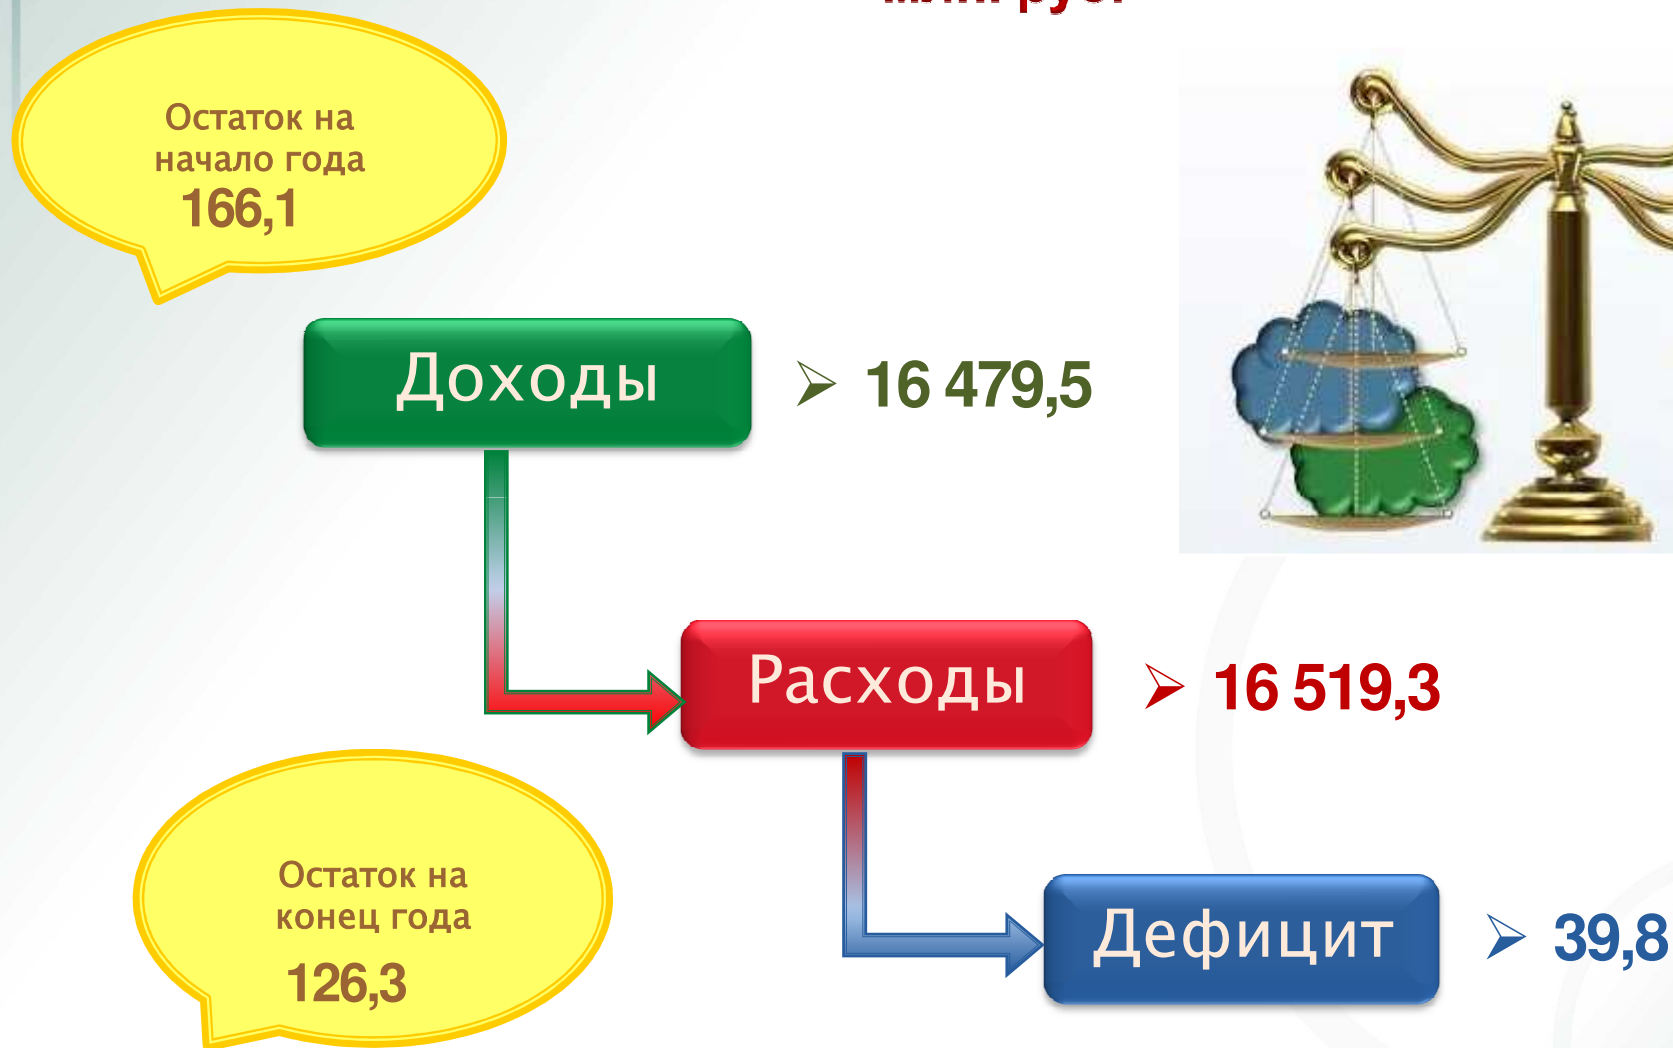 Остаток на
начало года
166,1
Доходы
16 479,5
Расходы
16 519,3
Остаток на
конец года
126,3
Дефицит
39,8